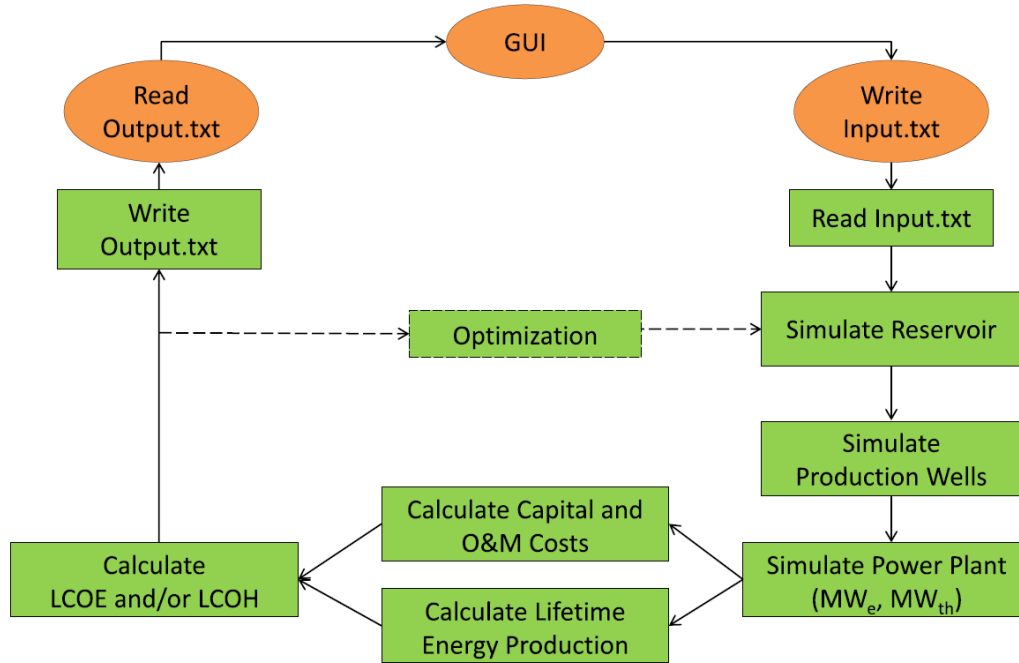 GUI
Read
Output.txt
Write
Input.txt
Write
Output.txt
Read Input.txt
Optimization
Simulate Reservoir
Simulate
Production Wells
Calculate Capital and
O&M Costs
Calculate
LCOE and/or LCOH
Simulate Power Plant
(MWe, MWth)
Calculate Lifetime
Energy Production